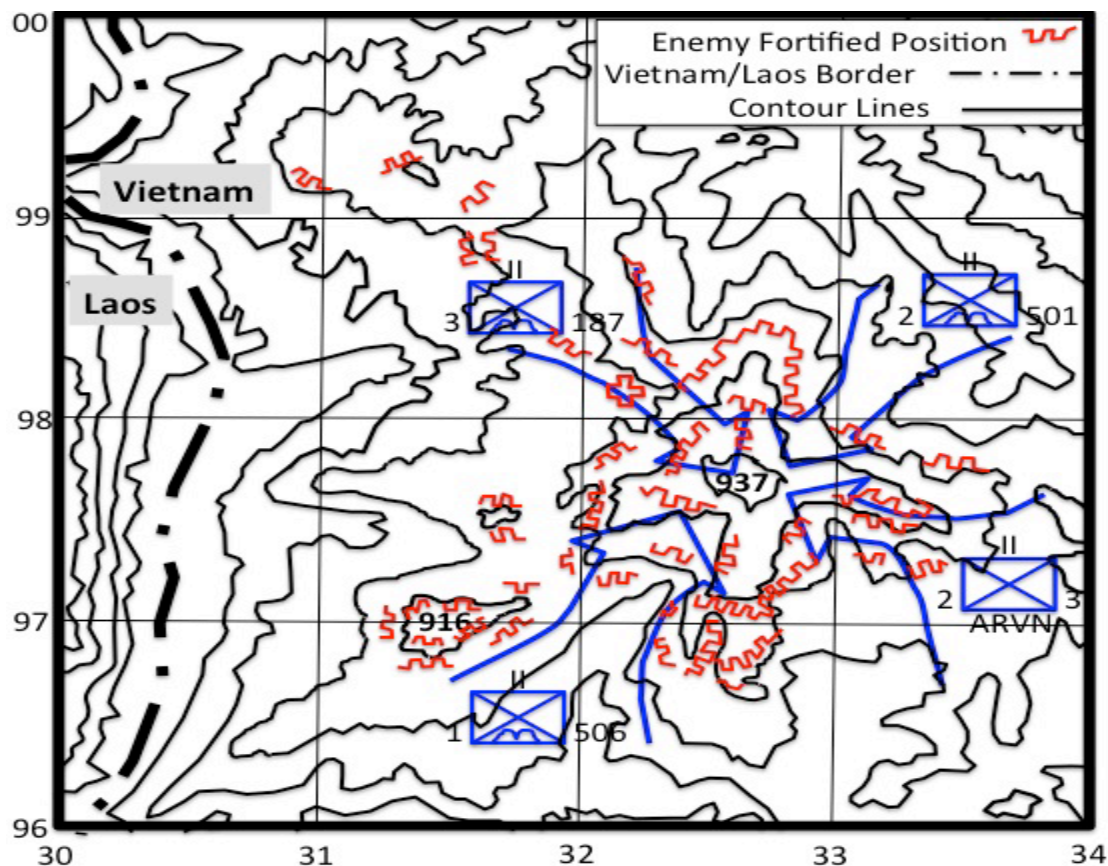 00
Enemy Fortified Position
Vietnam/Laos Border
Contour Lines
Vietnam
99
Laos
II
3 187
II
2 501
98
937
II
2 3
ARVN
97
916
II
1 506
96
30 31 32 33 34